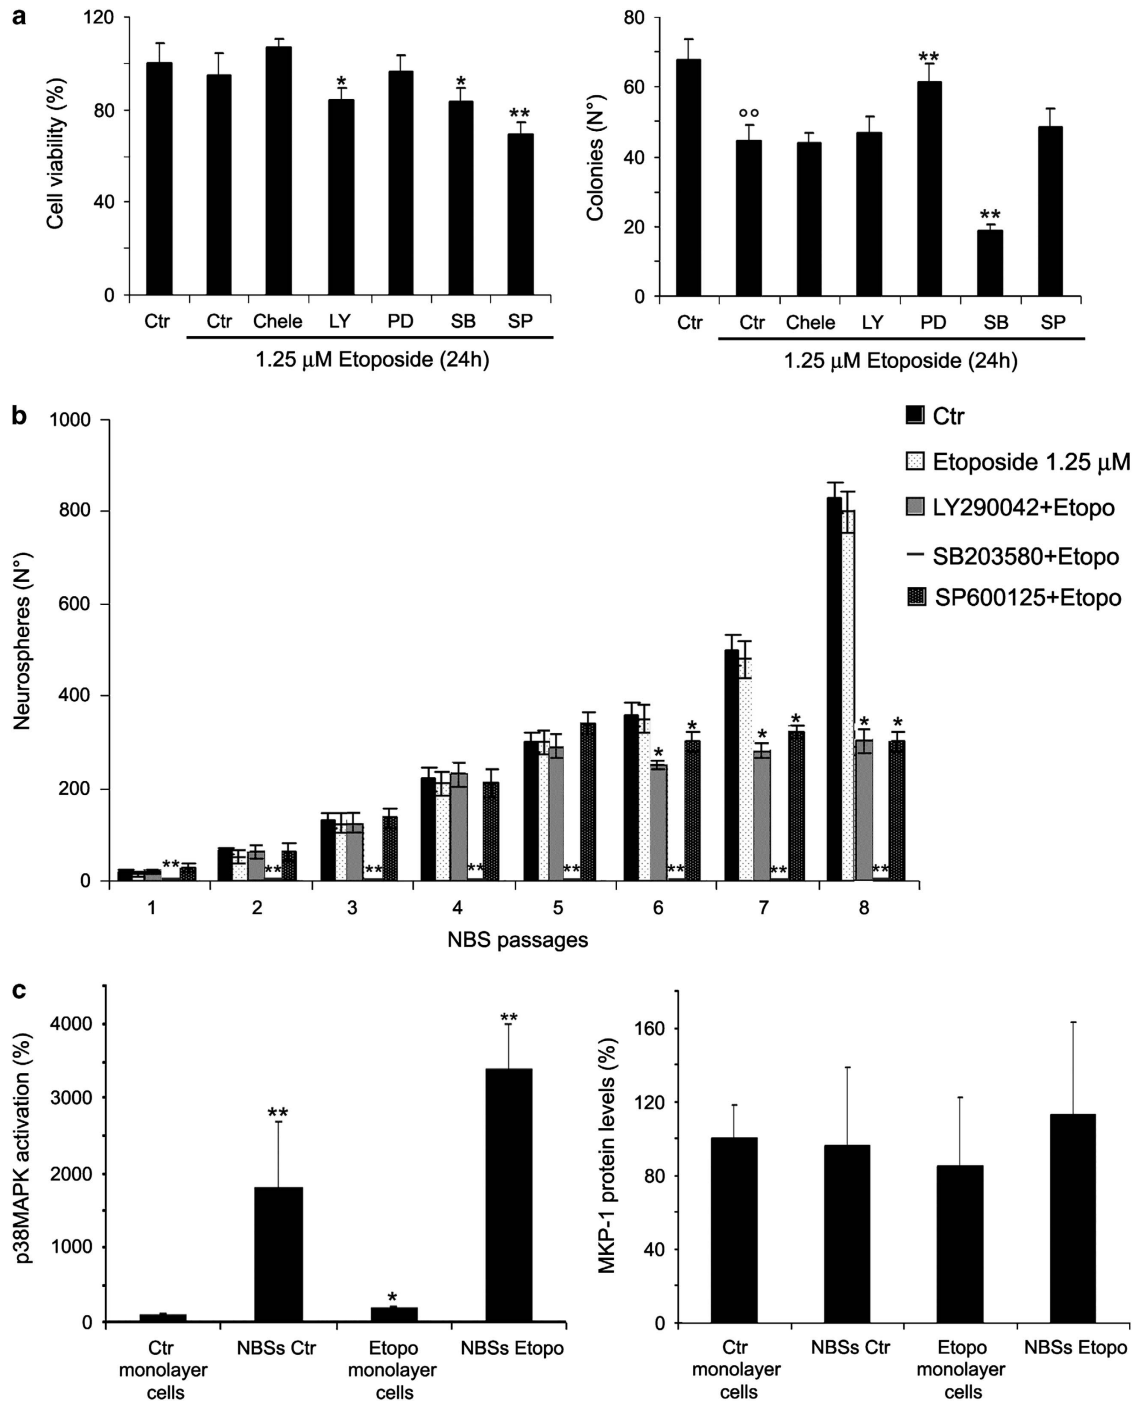 a
120
80
40
0
Cell viability (%)
*
*
**
Ctr Ctr Chele LY PD SB SP
1.25 μM Etoposide (24h)
80
60
40
20
0
Colonies (N°)
°°
**
**
Ctr Ctr Chele LY PD SB SP
1.25 μM Etoposide (24h)
b
1000
800
600
400
200
0
Neurospheres (N°)
Ctr
Etoposide 1.25 μM
LY290042+Etopo
SB203580+Etopo
SP600125+Etopo
** ** ** ** ** * ** * * ** * * ** *
1 2 3 4 5 6 7 8
NBS passages
c
4000
3000
2000
1000
0
p38MAPK activation (%)
**
*
**
Ctr monolayer cells
NBSs Ctr
Etopo monolayer cells
NBSs Etopo
160
120
80
40
0
MKP-1 protein levels (%)
Ctr monolayer cells
NBSs Ctr
Etopo monolayer cells
NBSs Etopo